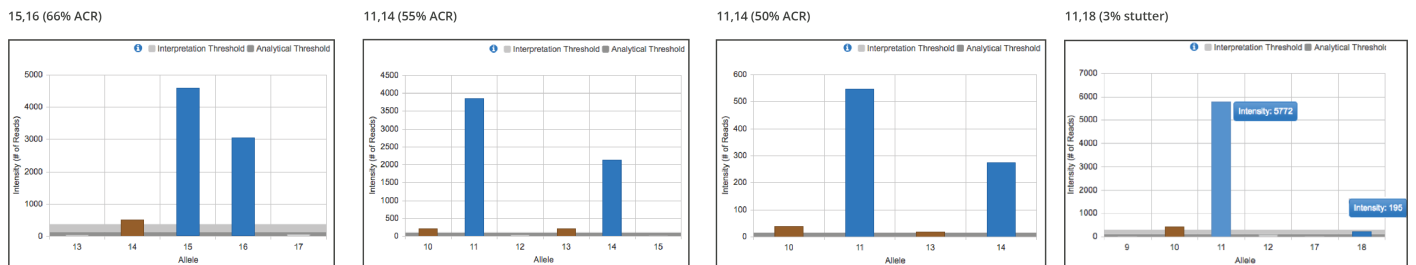 15,16 (66% ACR)
11,14 (55% ACR)
11,14 (50% ACR)
11,18 (3% stutter)
Interpretation Threshold Analytical Threshold
Intensity (# of Reads)
5000
4000
3000
2000
1000
0
13 14 15 16 17
Allele
Interpretation Threshold Analytical Threshold
Intensity (# of Reads)
4500
4000
3500
3000
2500
2000
1500
1000
500
0
10 11 12 13 14 15
Allele
Interpretation Threshold Analytical Threshold
Intensity (# of Reads)
600
500
400
300
200
100
0
10 11 13 14
Allele
Interpretation Threshold Analytical Threshold
Intensity (# of Reads)
7000
6000
5000
4000
3000
2000
1000
0
Intensity: 5772
Intensity: 195
9 10 11 12 17 18
Allele